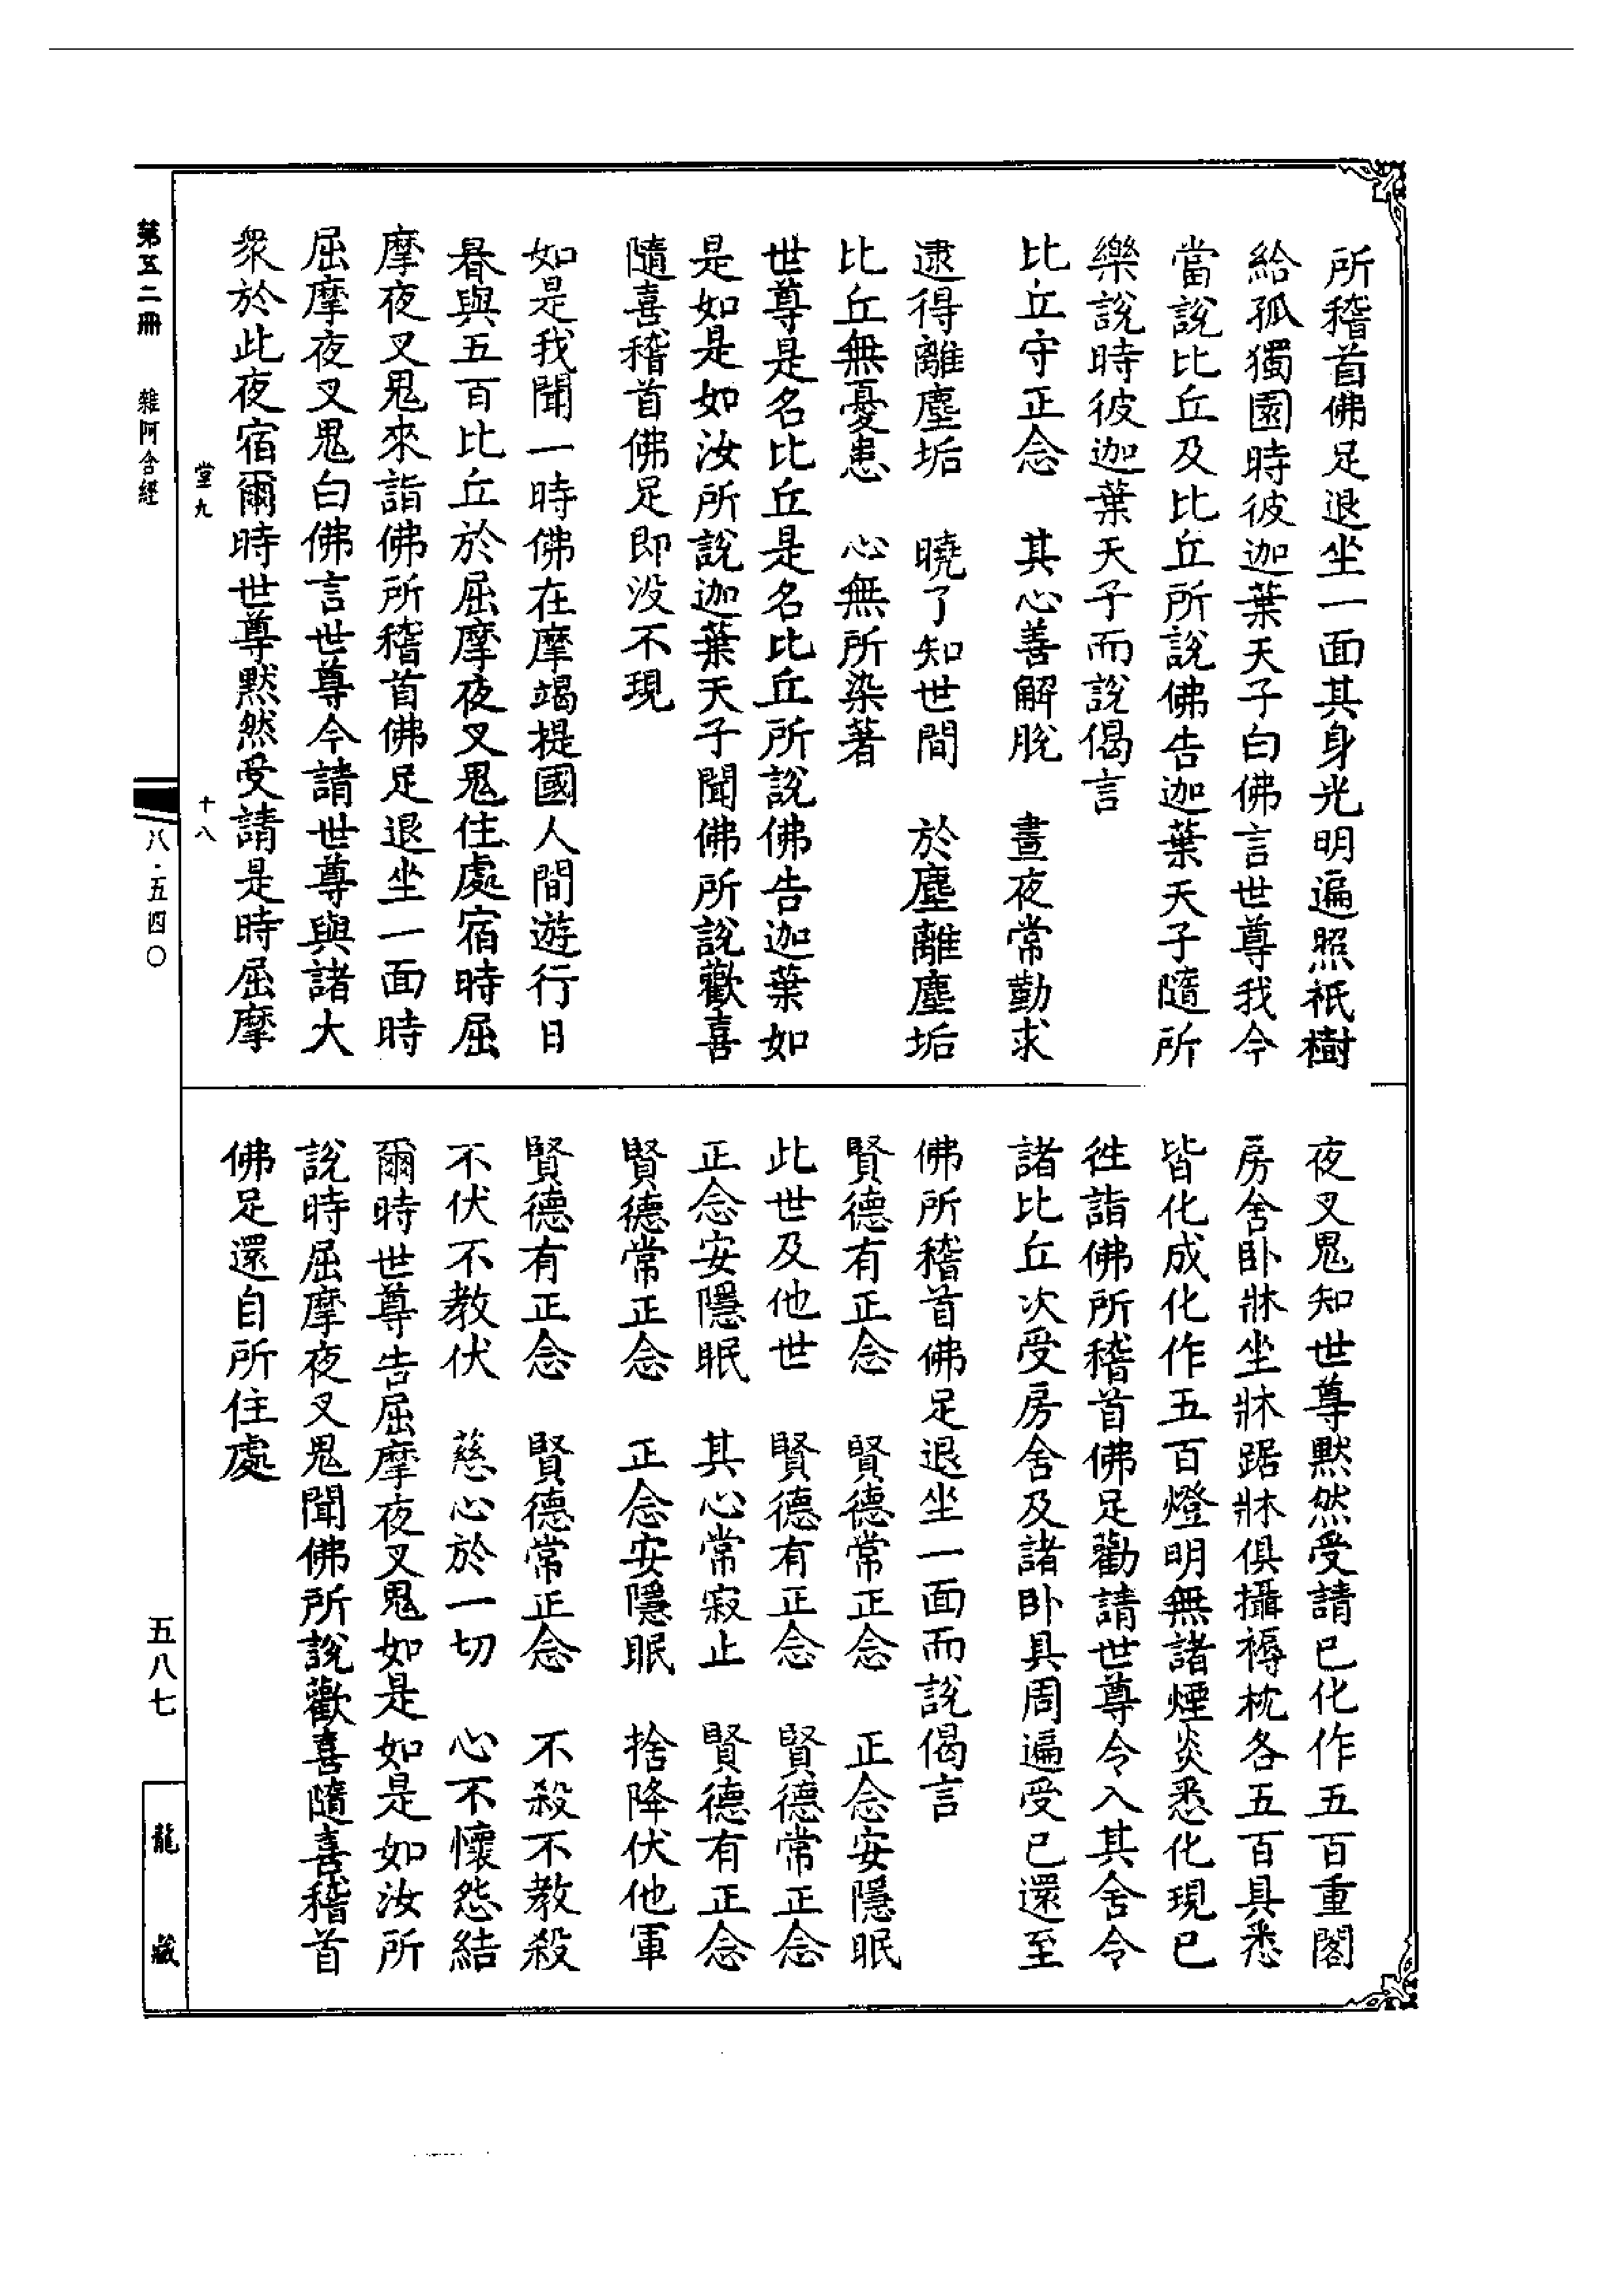 所稽首佛足退坐一面其身光明遍照祇樹
給孤獨園時彼迦葉天子白佛言世尊我今
當說比丘及比丘所說佛告迦葉天子隨所
樂說時彼迦葉天子而說偈言
比丘守正念　其心善解脫　晝夜常勤求
逮得離塵垢　曉了知世間　於塵離塵垢
比丘無憂患　心無所染著
世尊是名比丘是名比丘所說佛告迦葉如
是如是如汝所說迦葉天子聞佛所說歡喜
隨喜稽首佛足即没不現
如是我聞一時佛在摩竭提國人間遊行日
暮與五百比丘於屈摩夜叉鬼住處宿時屈
摩夜叉鬼來詣佛所稽首佛足退坐一面時
屈摩夜叉鬼白佛言世尊今請世尊與諸大
衆於此夜宿爾時世尊默然受請是時屈摩
堂九　十八
夜叉鬼知世尊默然受請已化作五百重閣
房舍卧牀坐牀踞牀俱攝褥枕各五百具悉
皆化成化作五百燈明無諸煙炎悉化現已
徃詣佛所稽首佛足勸請世尊令入其舍令
諸比丘次受房舍及諸卧具周遍受已還至
佛所稽首佛足退坐一面而說偈言
賢德有正念　賢德常正念　正念安隱眠
此世及他世　賢德有正念　賢德常正念
正念安隱眠　其心常寂止　賢德有正念
賢德常正念　正念安隱眠　捨降伏他軍
賢德有正念　賢德常正念　不殺不教殺
不伏不教伏　慈心於一切　心不懷怨結
爾時世尊告屈摩夜叉鬼如是如是如汝所
說時屈摩夜叉鬼聞佛所說歡喜隨喜稽首
佛足還自所住處
第五二冊　雜阿含經　八·五四〇
五八七　龍藏